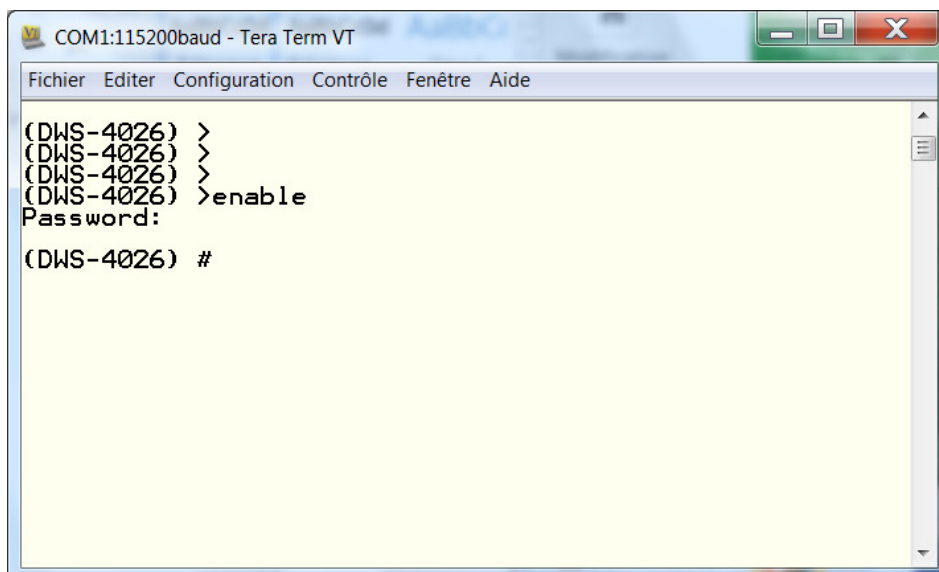 COM1:115200baud - Tera Term VT
Fichier Editer Configuration Contrôle Fenêtre Aide
(DWS-4026) >
(DWS-4026) >
(DWS-4026) >
(DWS-4026) >enable
Password:
(DWS-4026) #